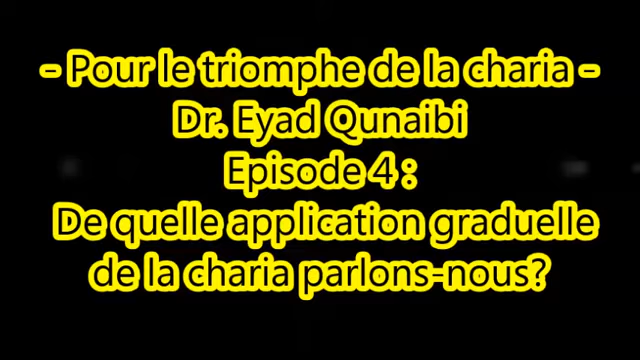 - Pour le triomphe de la charia -
Dr. Eyad Qunaibi
Episode 4 :
De quelle application graduelle
de la charia parlons-nous?